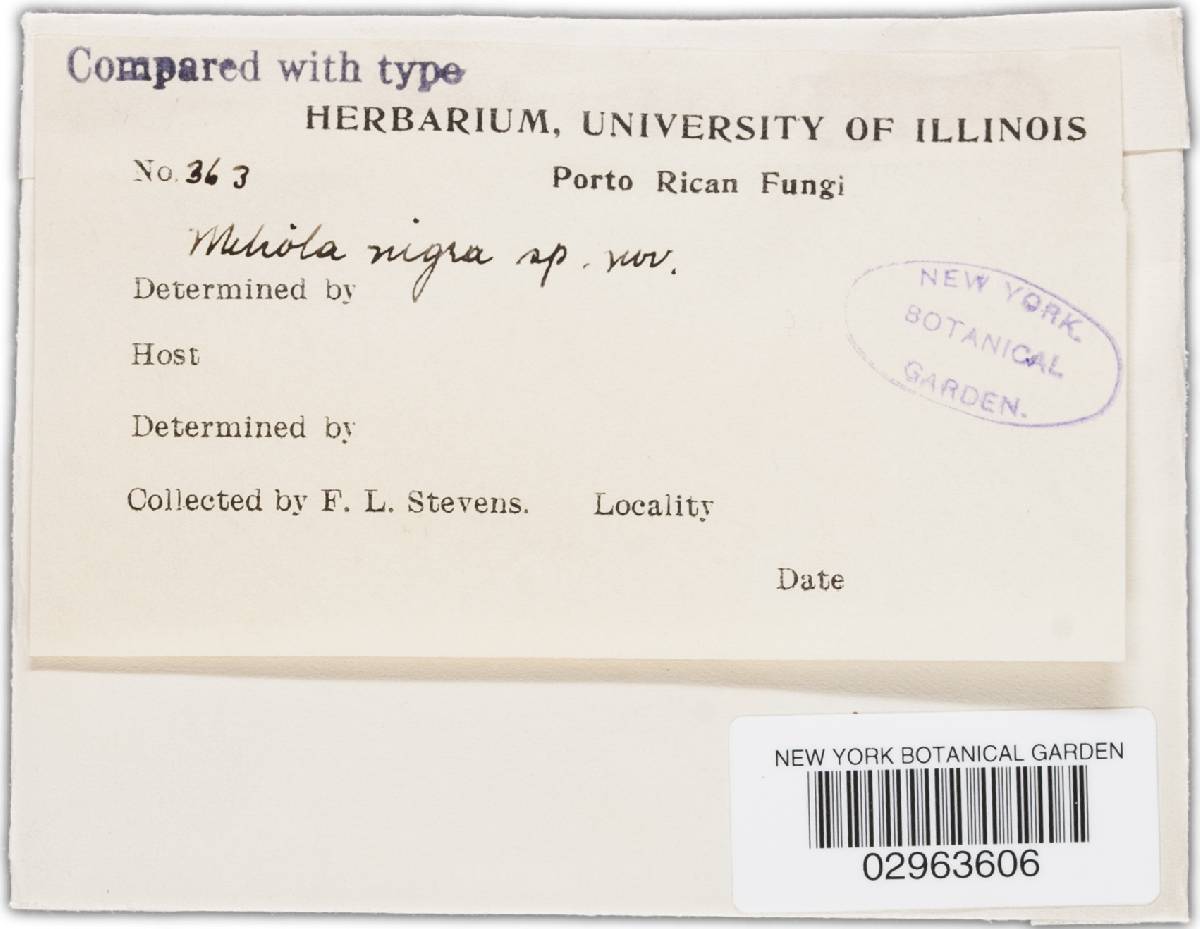 Compared with type
HERBARIUM, UNIVERSITY OF ILLINOIS
No. 363 Porto Rican Fungi
Meliola nigra sp. nov.
Determined by
Host
Determined by
Collected by F. L. Stevens. Locality
Date
NEW YORK
BOTANICAL
GARDEN.
NEW YORK BOTANICAL GARDEN
02963606